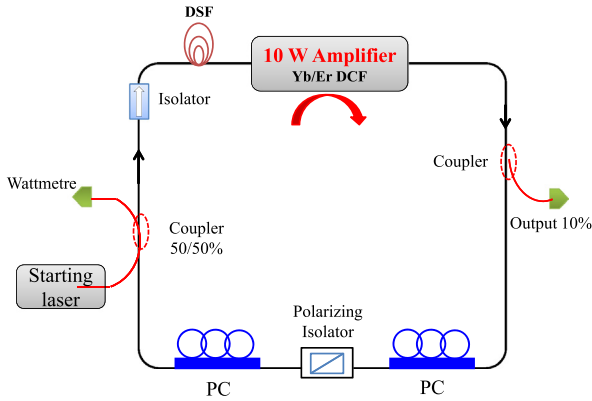 DSF
10 W Amplifier
Yb/Er DCF
Isolator
Coupler
Wattmetre
Output 10%
Coupler
50/50%
Starting
laser
Polarizing
Isolator
PC
PC